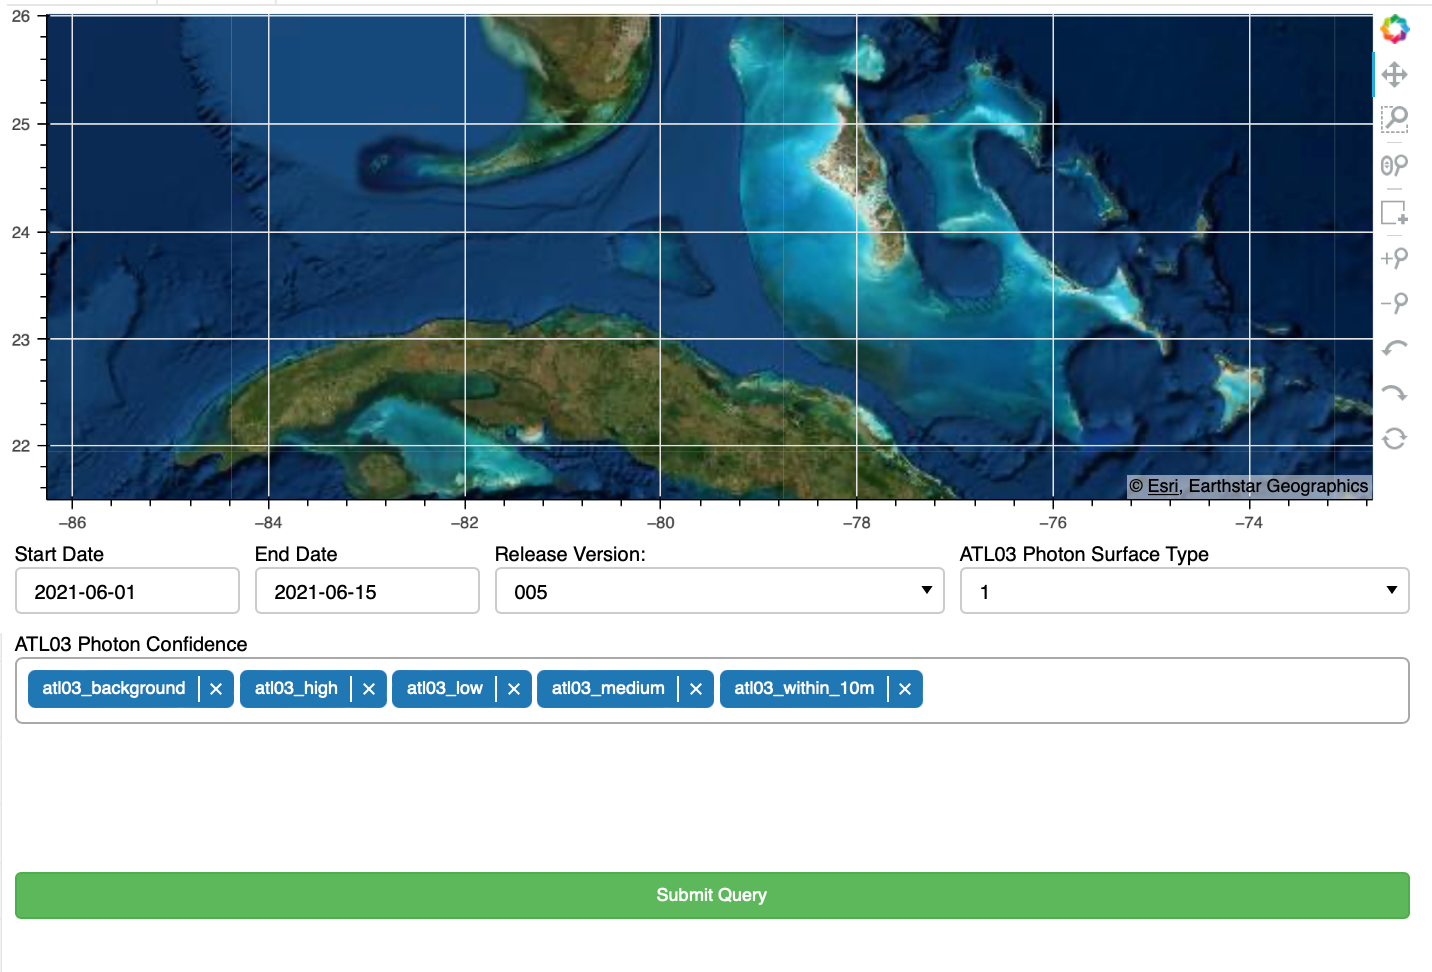 26
25
24
23
22
© Esri, Earthstar Geographics
−86 −84 −82 −80 −78 −76 −74
Start Date End Date Release Version: ATL03 Photon Surface Type
2021-06-01 2021-06-15 005 1
ATL03 Photon Confidence
atl03_background atl03_high atl03_low atl03_medium atl03_within_10m
Submit Query